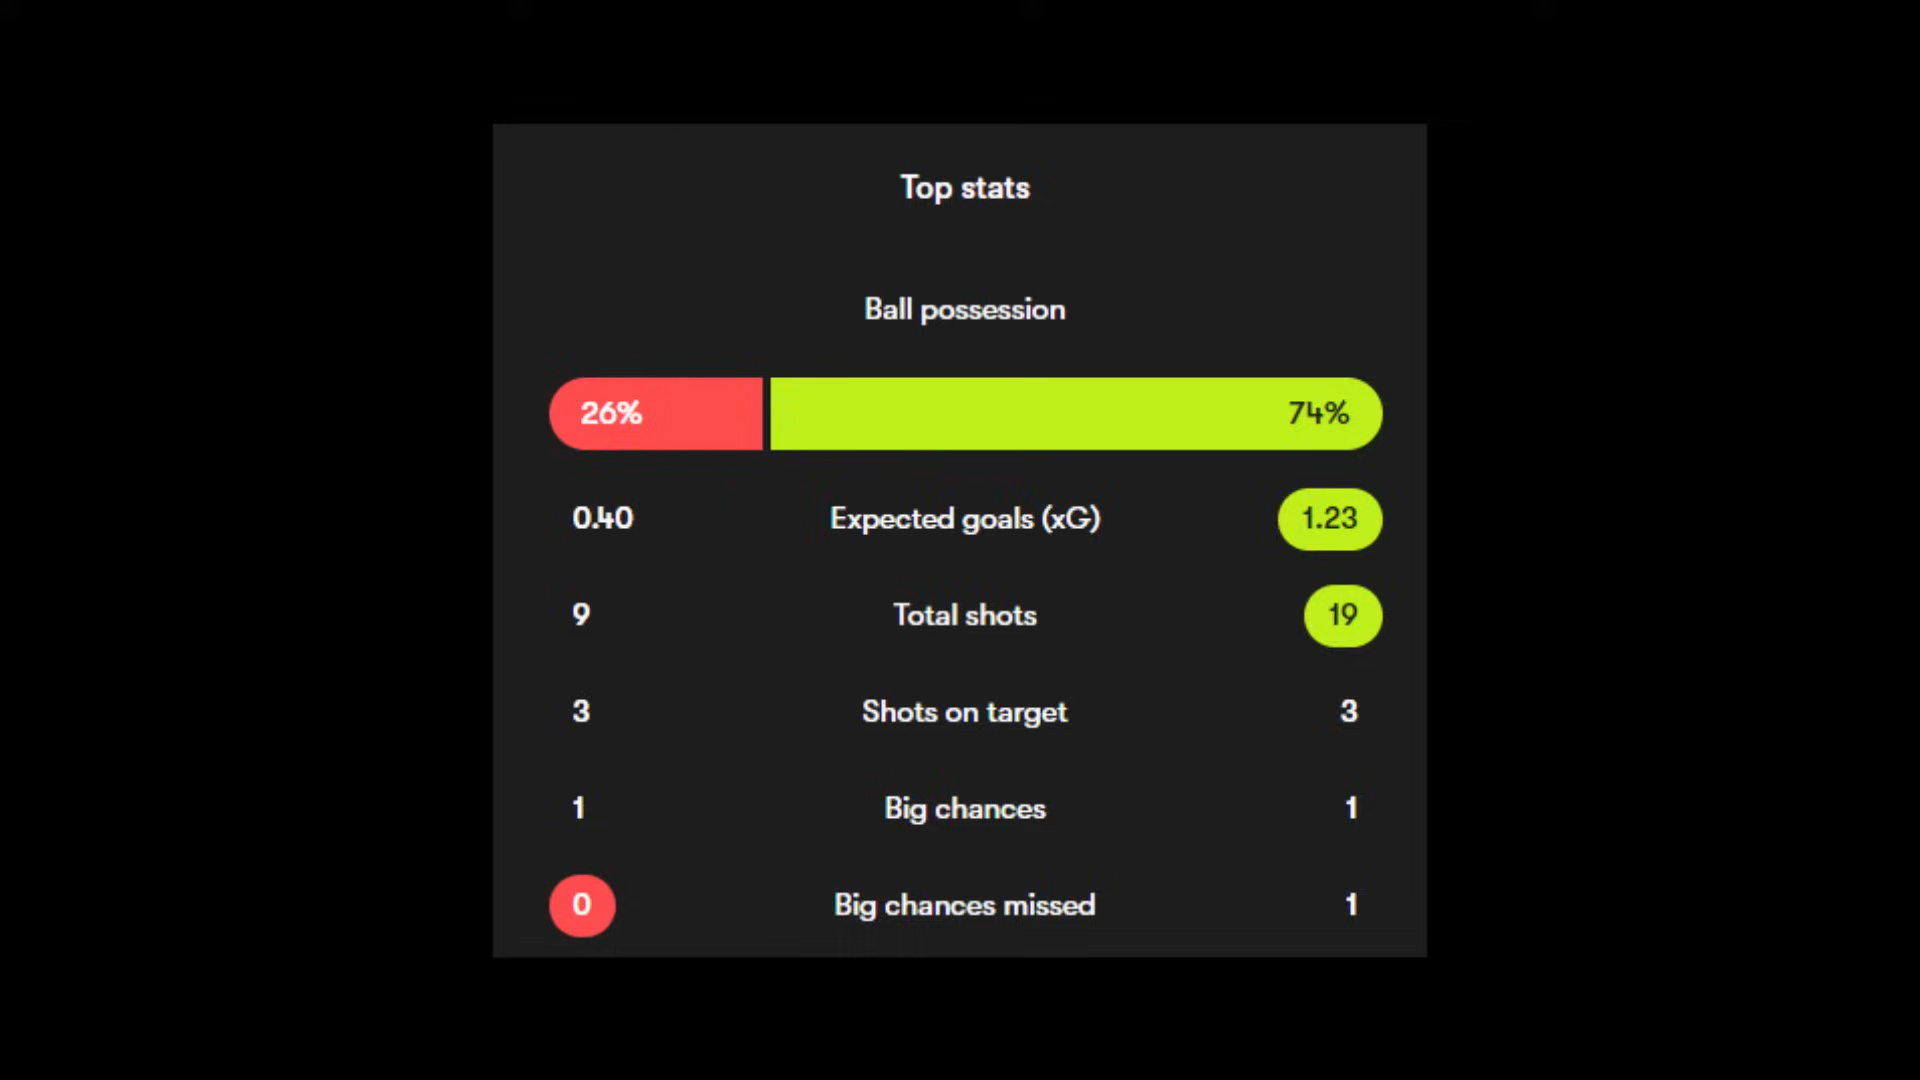 Top stats
Ball possession
26% 74%
0.40 Expected goals (xG) 1.23
9 Total shots 19
3 Shots on target 3
1 Big chances 1
0 Big chances missed 1